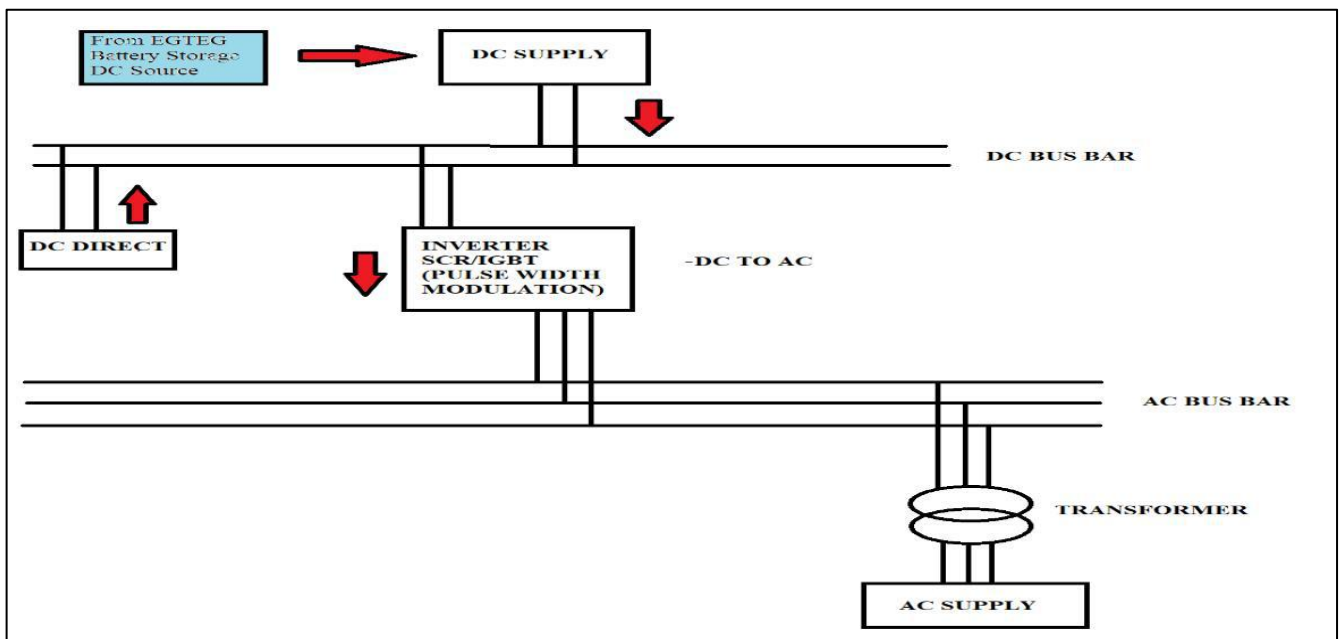 From EGTEG
Battery Storage
DC Source
DC SUPPLY
DC BUS BAR
DC DIRECT
INVERTER
SCR/IGBT
(PULSE WIDTH
MODULATION)
-DC TO AC
AC BUS BAR
TRANSFORMER
AC SUPPLY